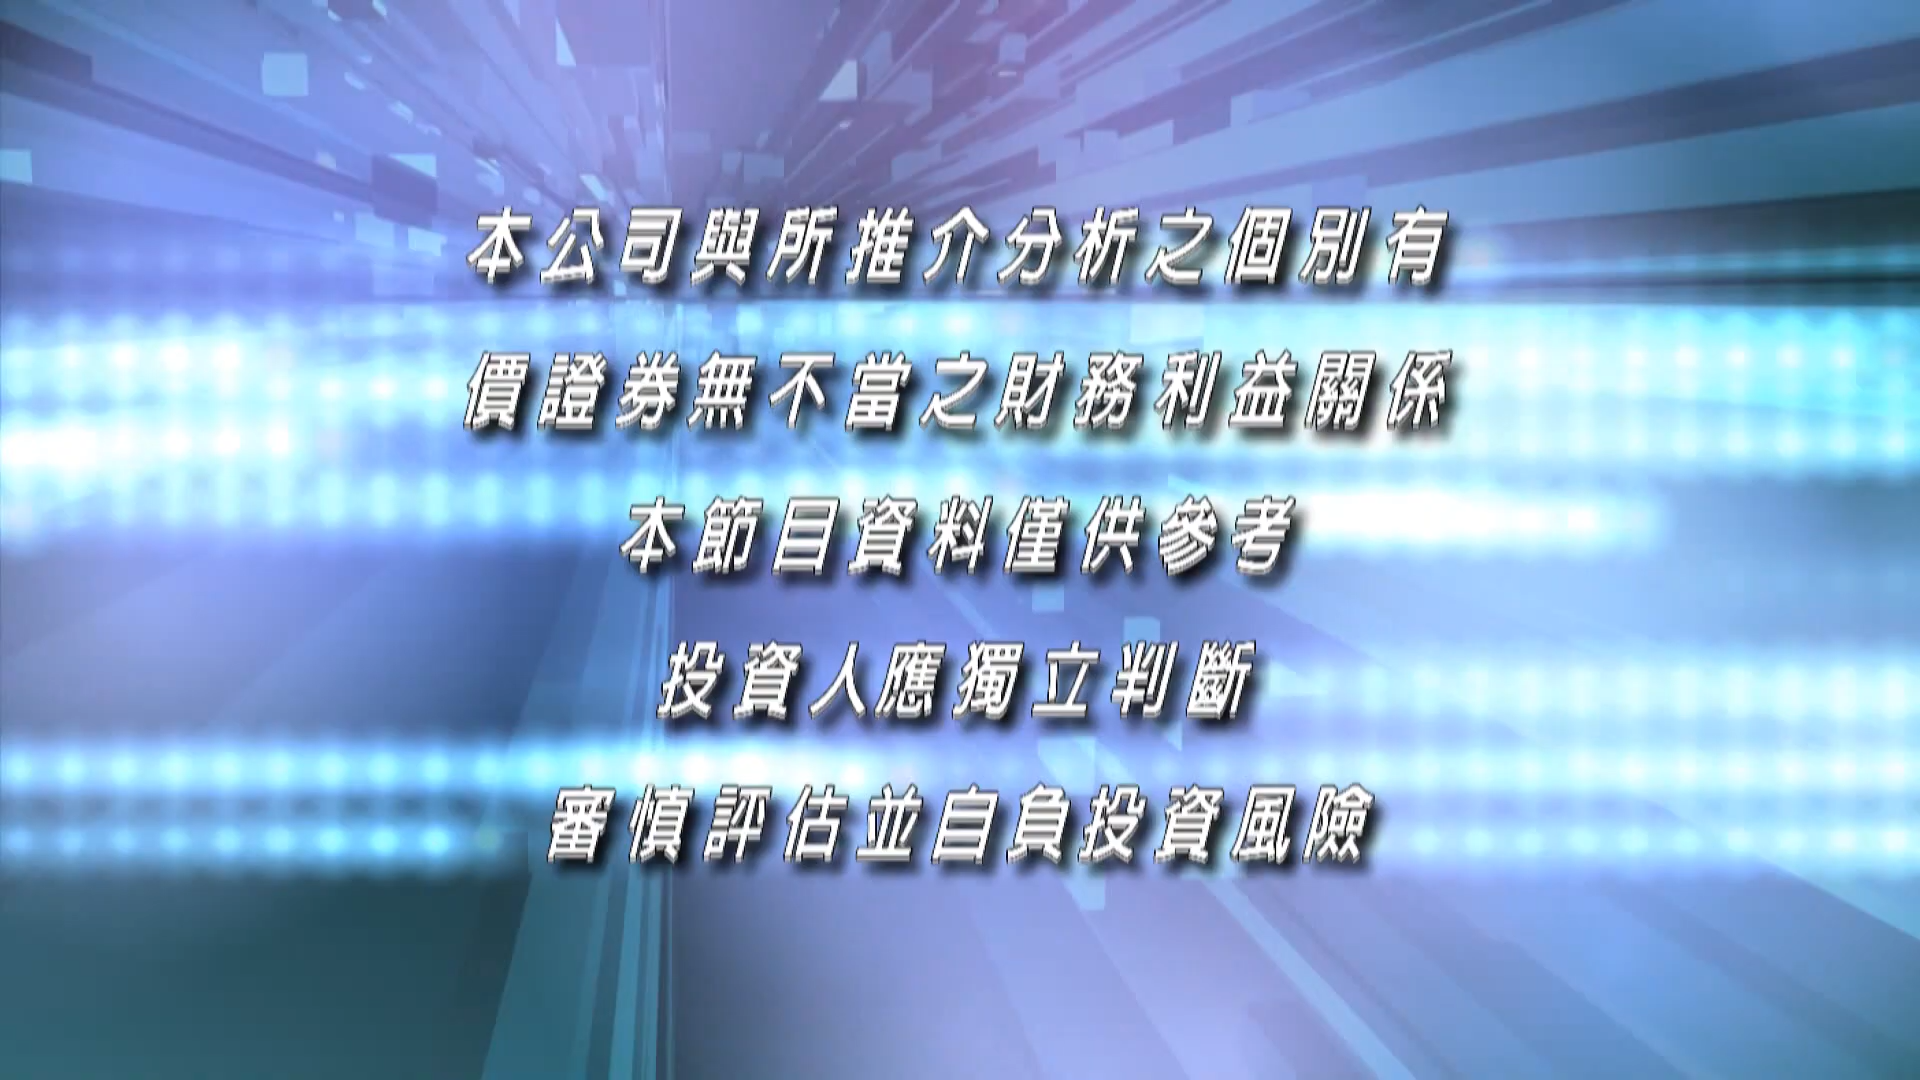 本公司與所推介分析之個別有
價證券無不當之財務利益關係
本節目資料僅供參考
投資人應獨立判斷
審慎評估並自負投資風險